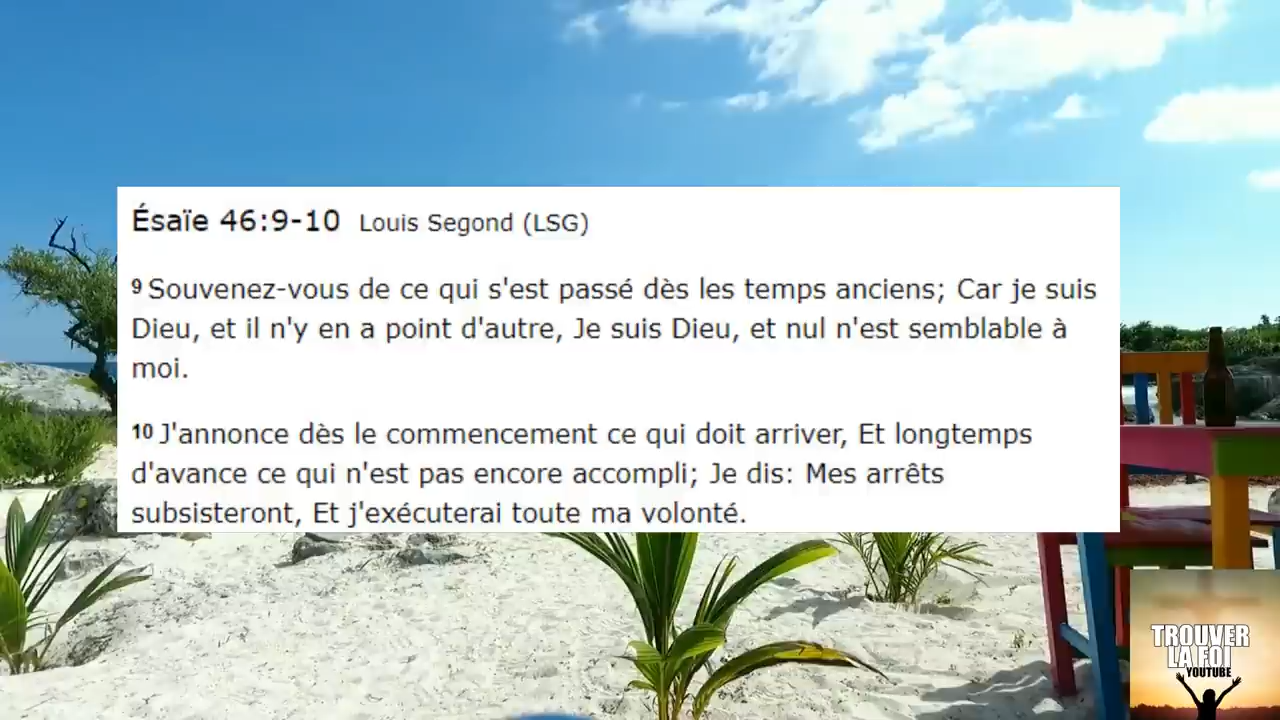 Ésaïe 46:9-10 Louis Segond (LSG)
9 Souvenez-vous de ce qui s'est passé dès les temps anciens; Car je suis
Dieu, et il n'y en a point d'autre, Je suis Dieu, et nul n'est semblable à
moi.
10 J'annonce dès le commencement ce qui doit arriver, Et longtemps
d'avance ce qui n'est pas encore accompli; Je dis: Mes arrêts
subsisteront, Et j'exécuterai toute ma volonté.
TROUVER
LA FOI
YOUTUBE